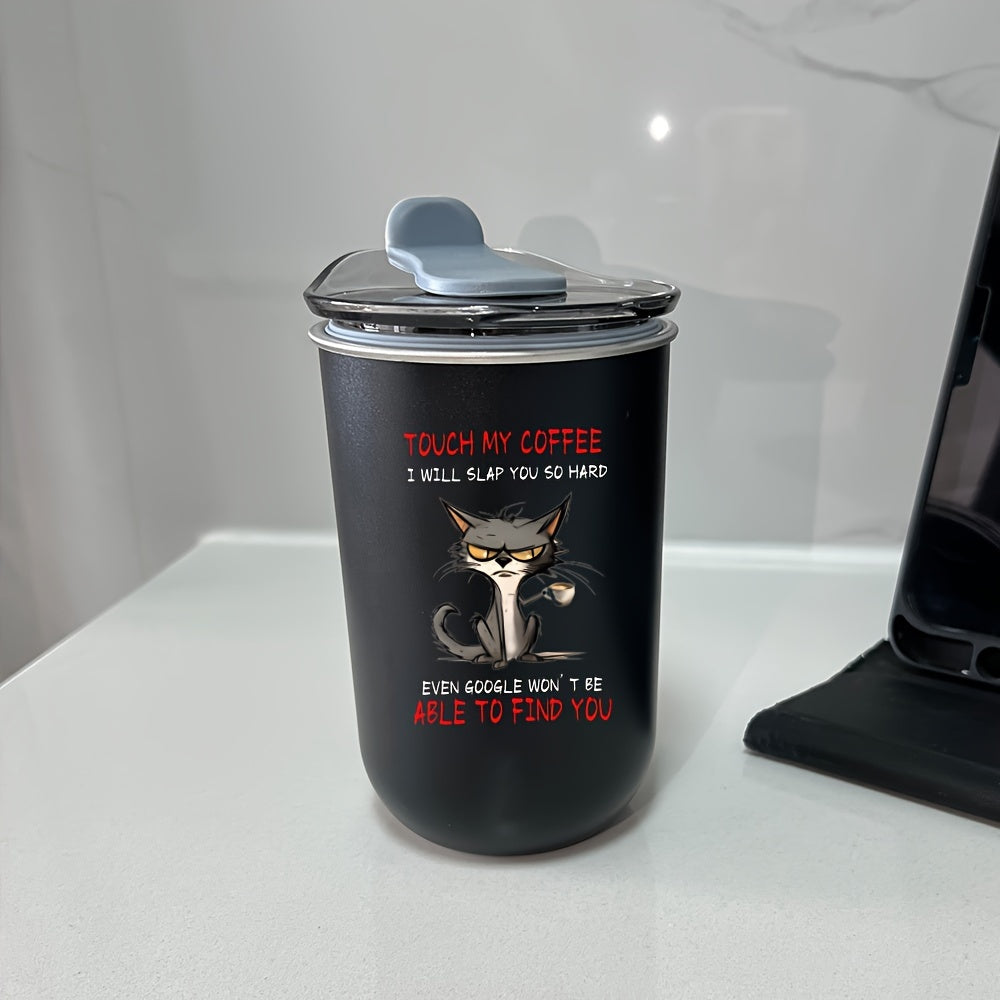 TOUCH MY COFFEE
I WILL SLAP YOU SO HARD
EVEN GOOGLE WON'T BE
ABLE TO FIND YOU